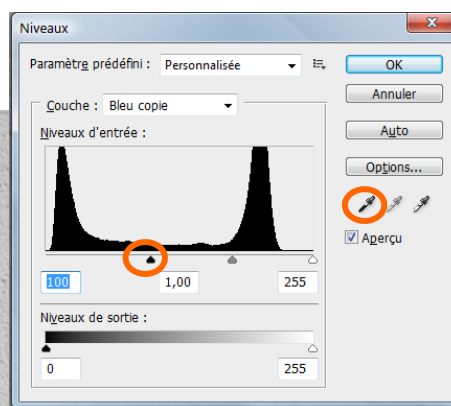 Niveaux
Paramètre prédéfini : Personnalisée
OK
Annuler
Couche : Bleu copie
Auto
Niveaux d'entrée :
Options...
Aperçu
100 1,00 255
Niveaux de sortie :
0 255